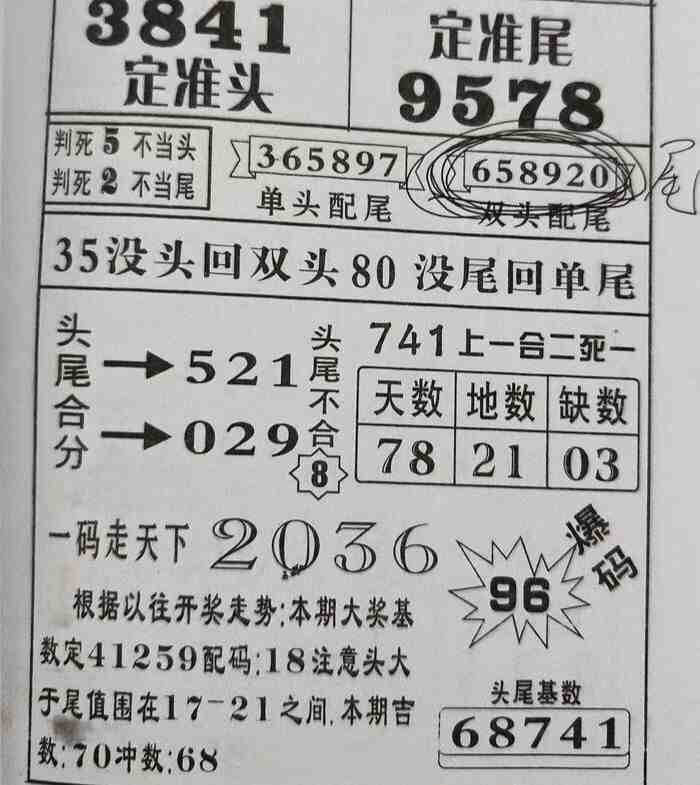 3841
定准头
定准尾
9578
判死5不当头
判死2不当尾
365897
单头配尾
658920
双头配尾
尾
35没头回双头80没尾回单尾
头尾合分
521
029
头尾不合
8
741上一合二死一
天数 地数 缺数
78 21 03
一码走天下 2036
爆码
96
根据以往开奖走势;本期大奖基
数定41259配码;18注意头大
于尾值围在17-21之间,本期吉
数;70冲数;68
头尾基数
68741